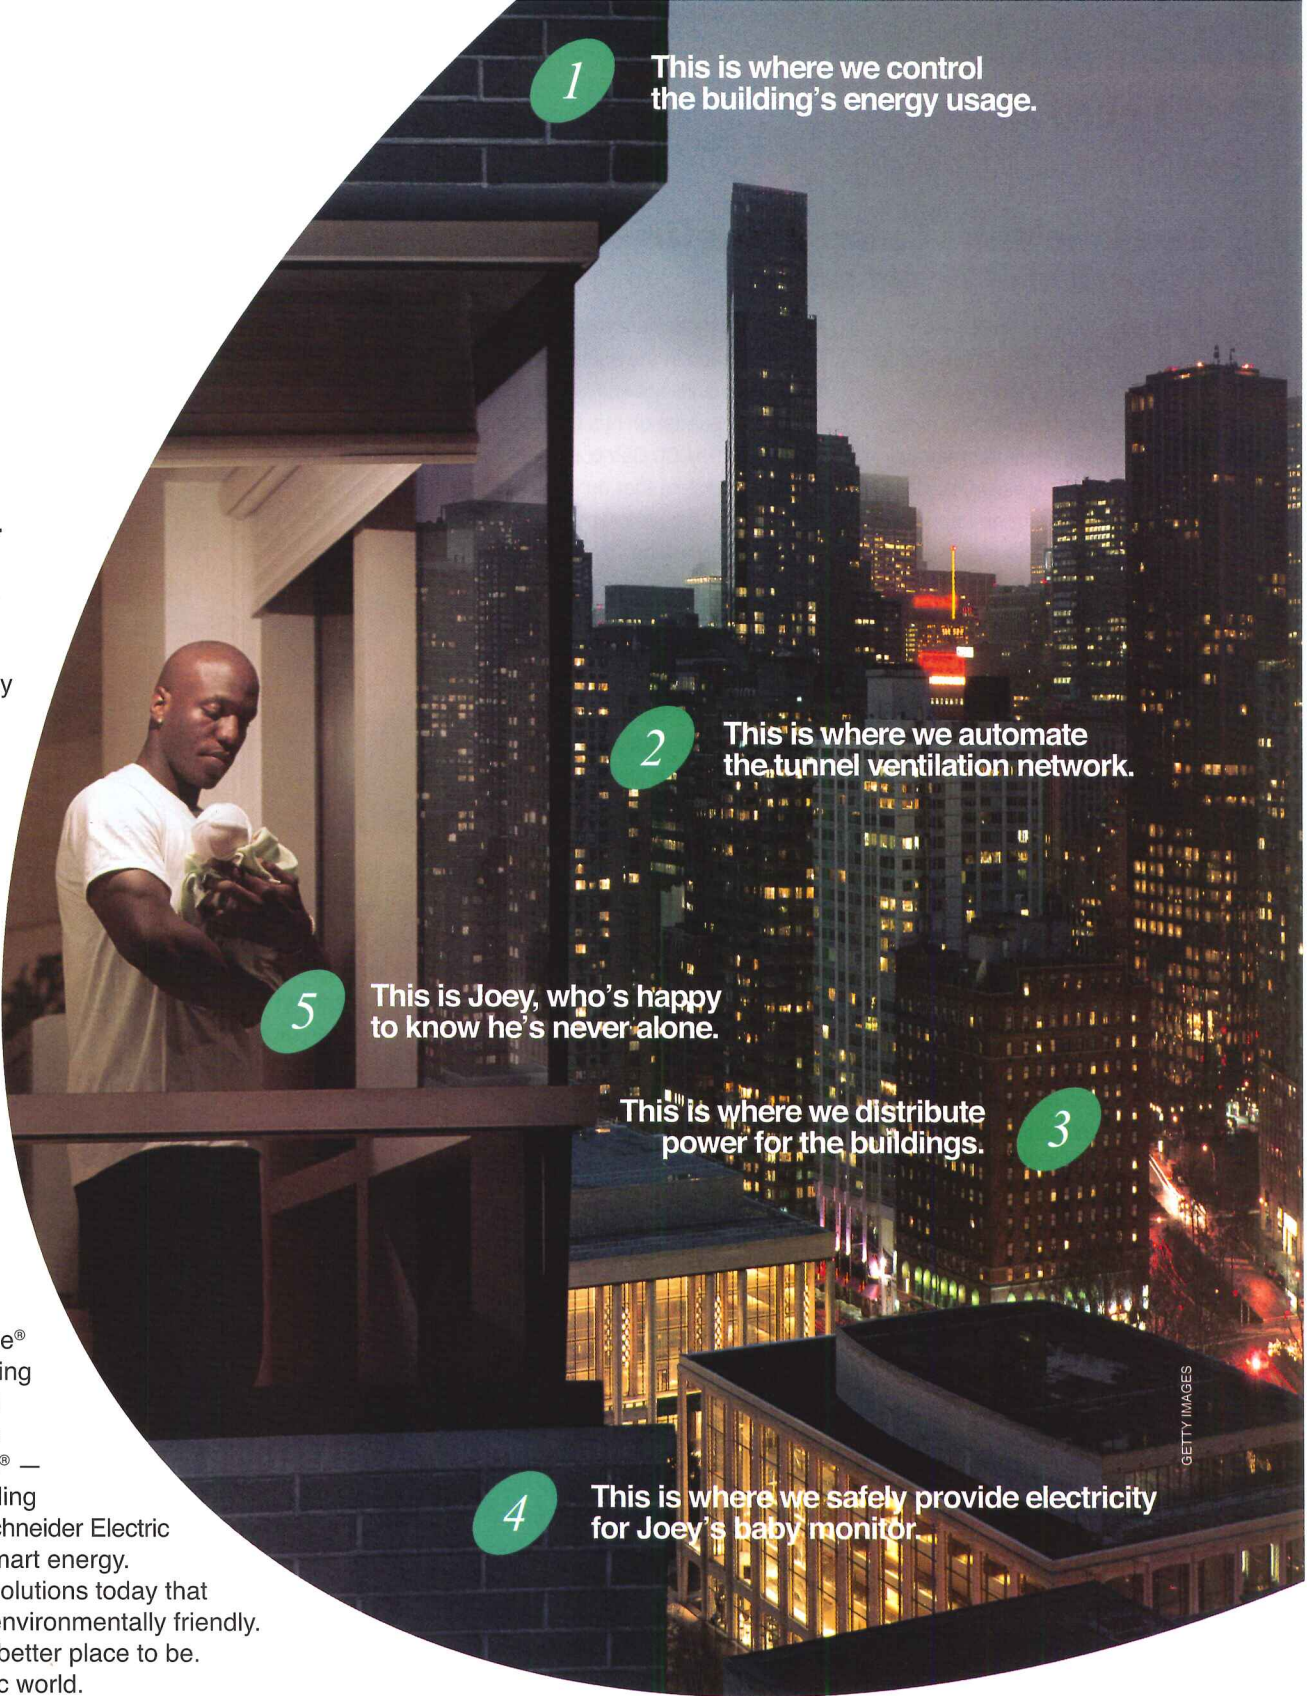 1
This is where we control
the building's energy usage.
2
This is where we automate
the tunnel ventilation network.
5
This is Joey, who's happy
to know he's never alone.
This is where we distribute
power for the buildings.
3
4
This is where we safely provide electricity
for Joey's baby monitor.
GETTY IMAGES
y
e®
ing
® —
ling
chneider Electric
nart energy.
olutions today that
environmentally friendly.
better place to be.
c world.